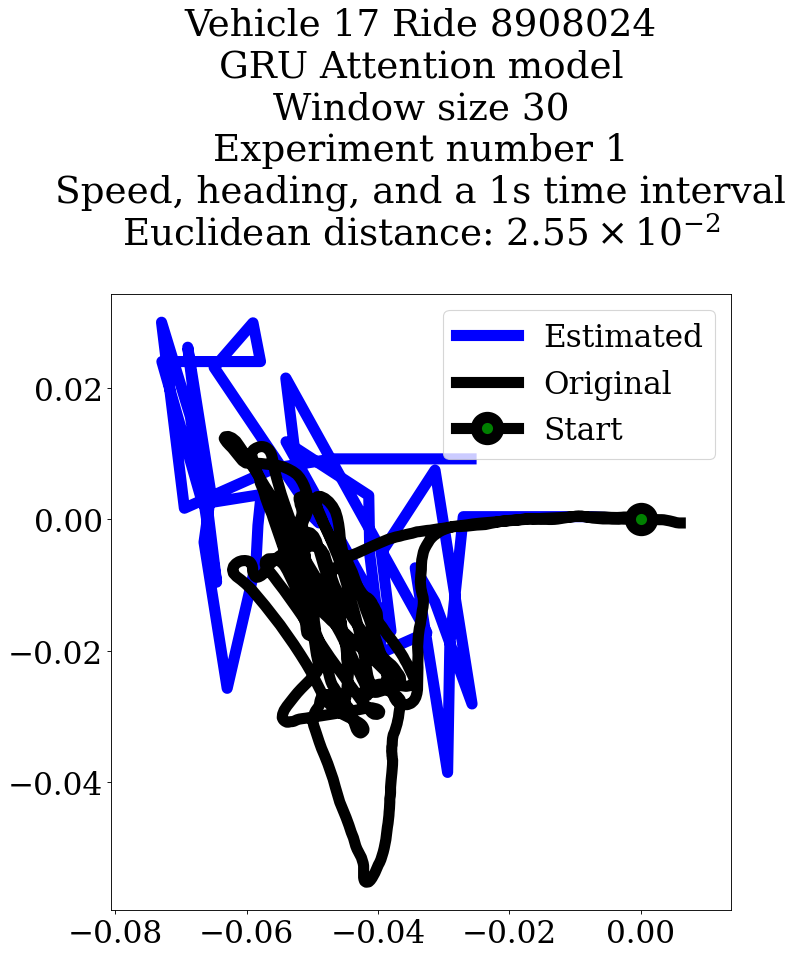 Vehicle 17 Ride 8908024
GRU Attention model
Window size 30
Experiment number 1
Speed, heading, and a 1s time interval
Euclidean distance: 2.55 × 10⁻²
Estimated
Original
Start
0.02
0.00
−0.02
−0.04
−0.08 −0.06 −0.04 −0.02 0.00